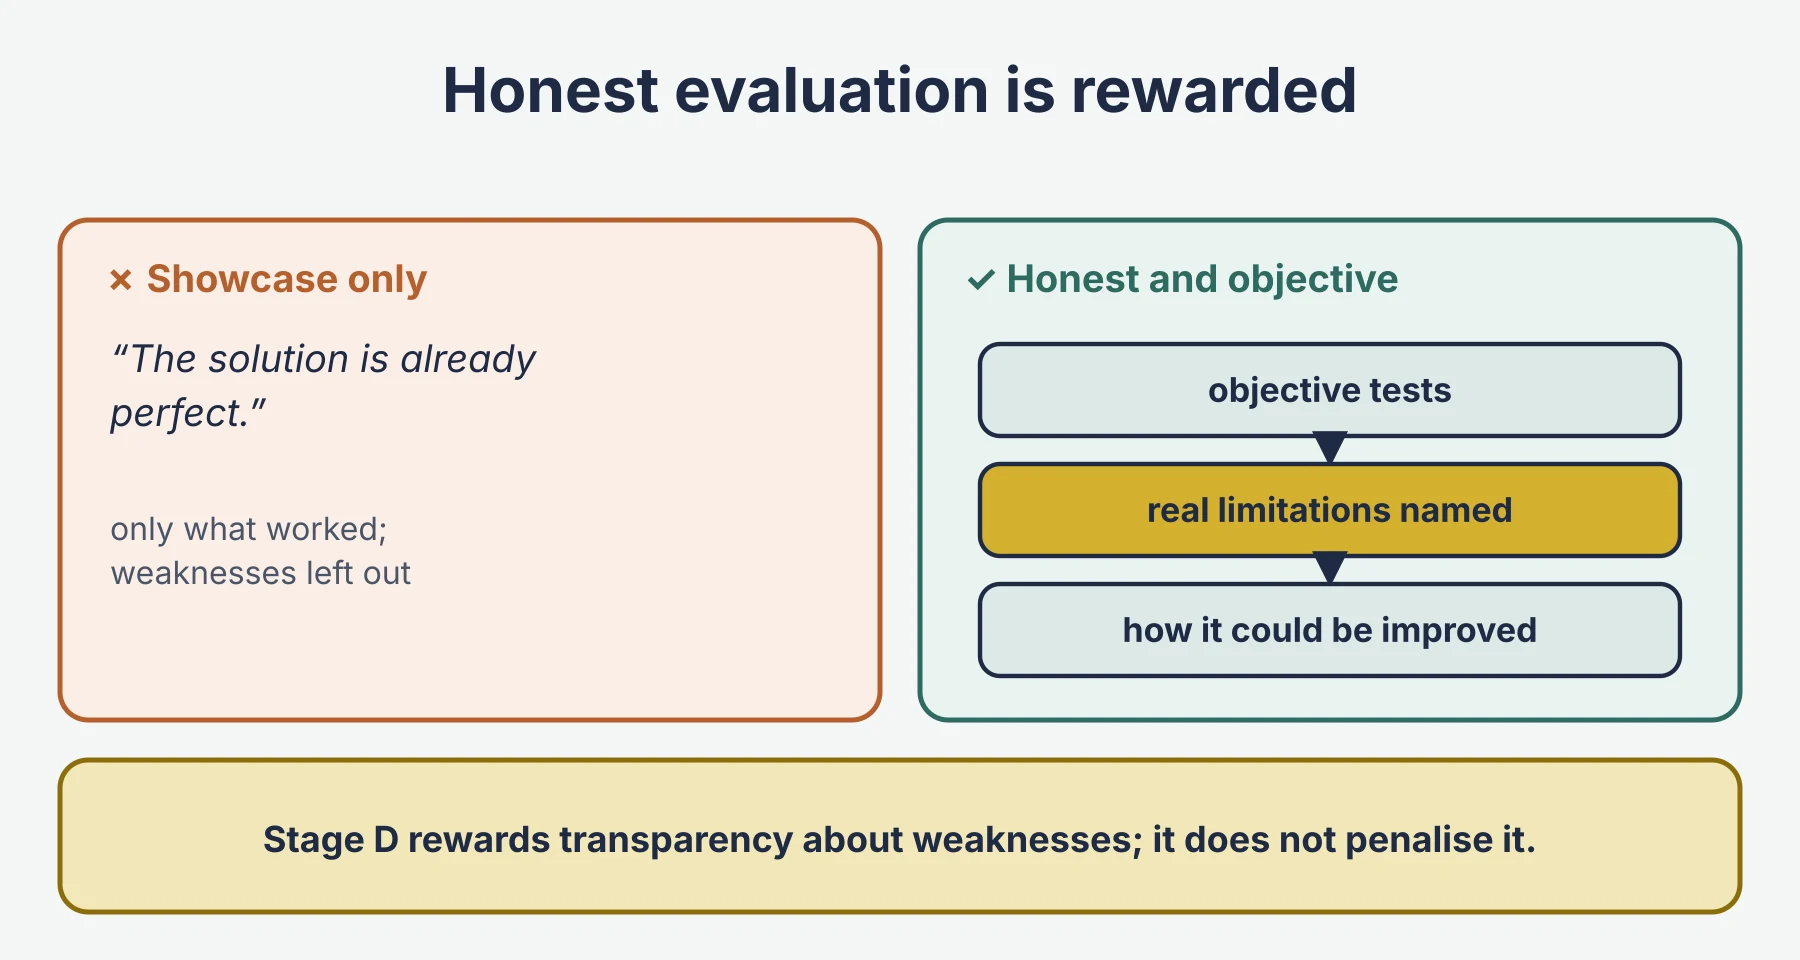 Honest evaluation is rewarded
× Showcase only
“The solution is already
perfect.”
only what worked;
weaknesses left out
✓ Honest and objective
objective tests
real limitations named
how it could be improved
Stage D rewards transparency about weaknesses; it does not penalise it.